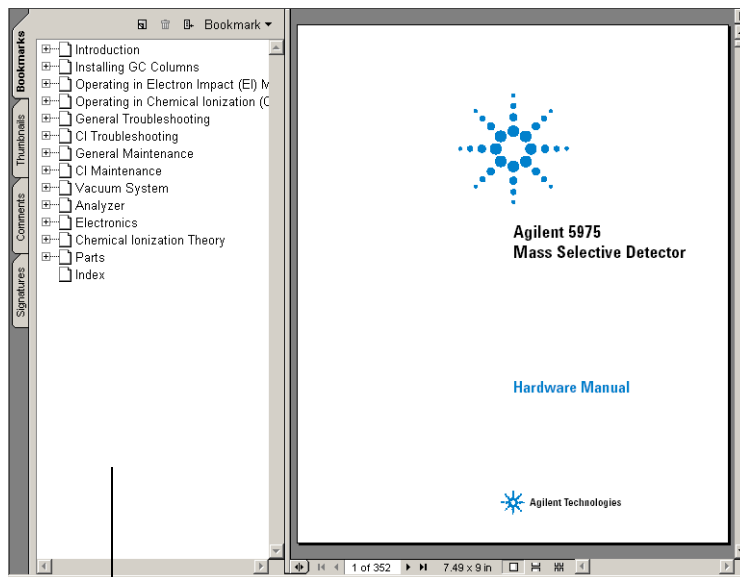 Bookmark
Bookmarks
Thumbnails
Comments
Signatures
Introduction
Installing GC Columns
Operating in Electron Impact (EI) M
Operating in Chemical Ionization (C
General Troubleshooting
CI Troubleshooting
General Maintenance
CI Maintenance
Vacuum System
Analyzer
Electronics
Chemical Ionization Theory
Parts
Index
Agilent 5975
Mass Selective Detector
Hardware Manual
Agilent Technologies
1 of 352
7.49 x 9 in